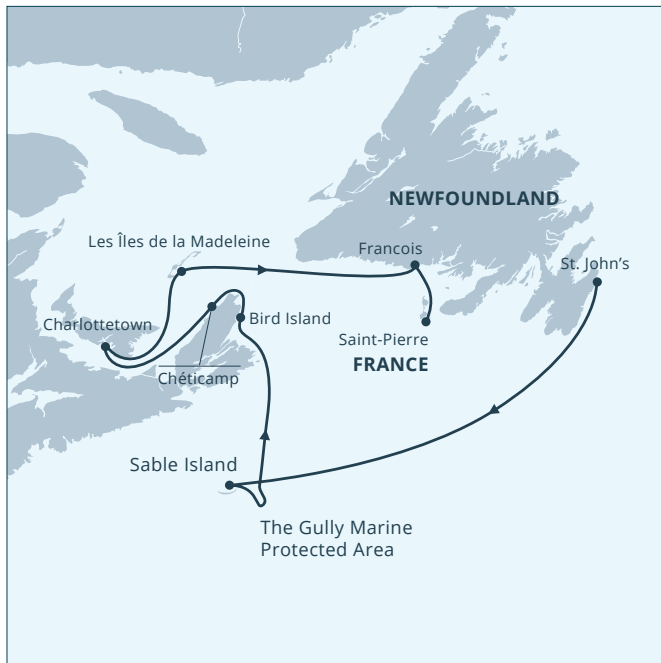 NEWFOUNDLAND
Les Îles de la Madeleine
Francois
St. John’s
Charlottetown
Bird Island
Saint-Pierre
FRANCE
Chéticamp
Sable Island
The Gully Marine
Protected Area